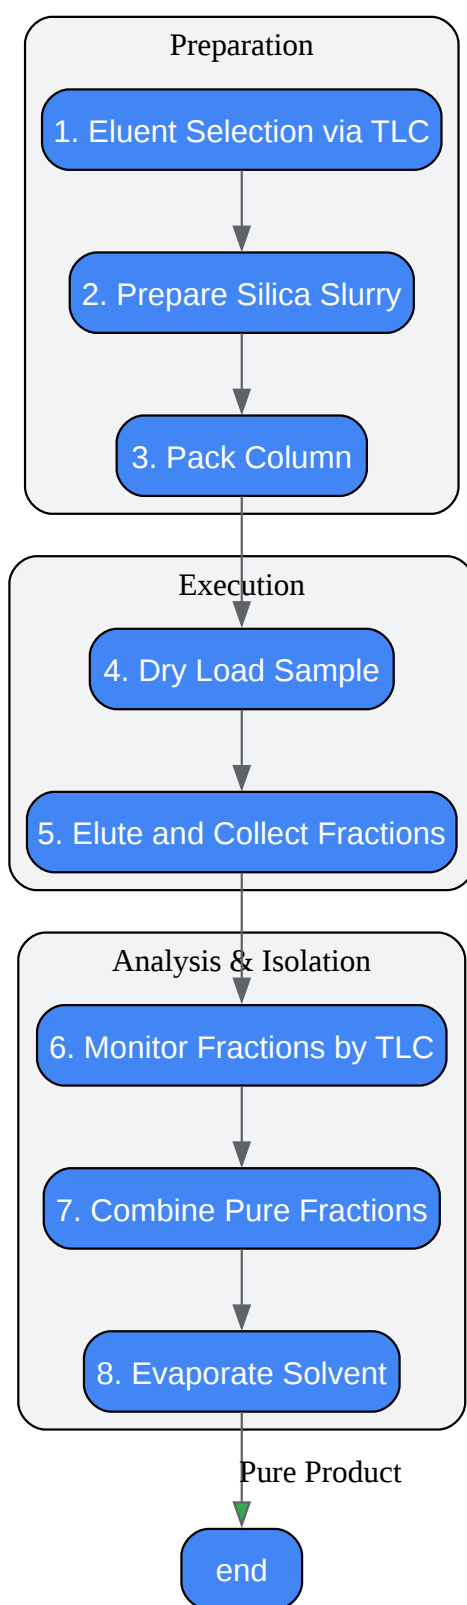 Preparation
1. Eluent Selection via TLC
2. Prepare Silica Slurry
3. Pack Column
Execution
4. Dry Load Sample
5. Elute and Collect Fractions
Analysis & Isolation
6. Monitor Fractions by TLC
7. Combine Pure Fractions
8. Evaporate Solvent
Pure Product
end